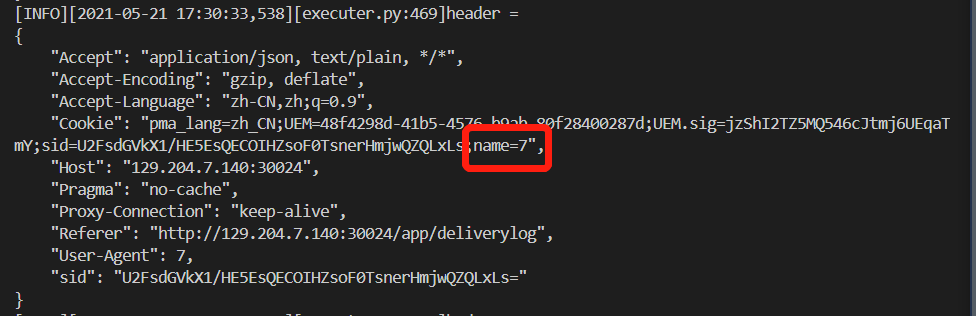 [INFO][2021-05-21 17:30:33,538][executer.py:469]header =
{
"Accept": "application/json, text/plain, */*",
"Accept-Encoding": "gzip, deflate",
"Accept-Language": "zh-CN,zh;q=0.9",
"Cookie": "pma_lang=zh_CN;UEM=48f4298d-41b5-4576-b9ab-80f28400287d;UEM.sig=jzShI2TZ5MQ546cJtmj6UEqaT
mY;sid=U2FsdGVkX1/HE5EsQECOIHZsoF0TsnerHmjwQZQLxLs;name=7",
"Host": "129.204.7.140:30024",
"Pragma": "no-cache",
"Proxy-Connection": "keep-alive",
"Referer": "http://129.204.7.140:30024/app/deliverylog",
"User-Agent": 7,
"sid": "U2FsdGVkX1/HE5EsQECOIHZsoF0TsnerHmjwQZQLxLs="
}